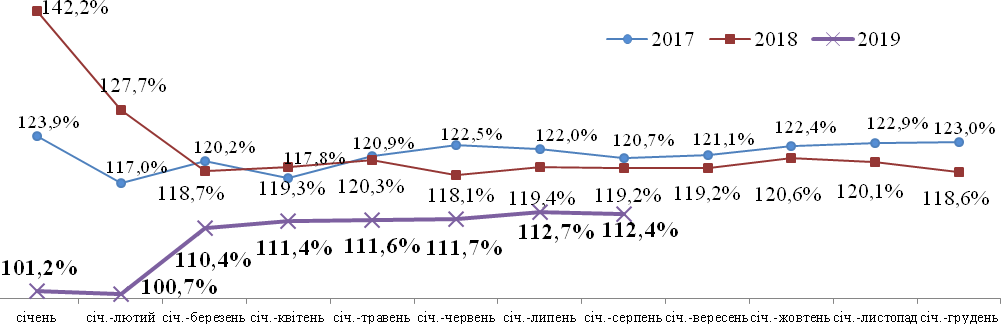 142,2%
2017 2018 2019
127,7%
123,9% 117,0% 120,2% 117,8% 120,9% 122,5% 122,0% 120,7% 121,1% 122,4% 122,9% 123,0%
118,7% 119,3% 120,3% 118,1% 119,4% 119,2% 119,2% 120,6% 120,1% 118,6%
101,2% 100,7% 110,4% 111,4% 111,6% 111,7% 112,7% 112,4%
січень січ.-лютий січ.-березень січ.-квітень січ.-травень січ.-червень січ.-липень січ.-серпень січ.-вересень січ.-жовтень січ.-листопад січ.-грудень